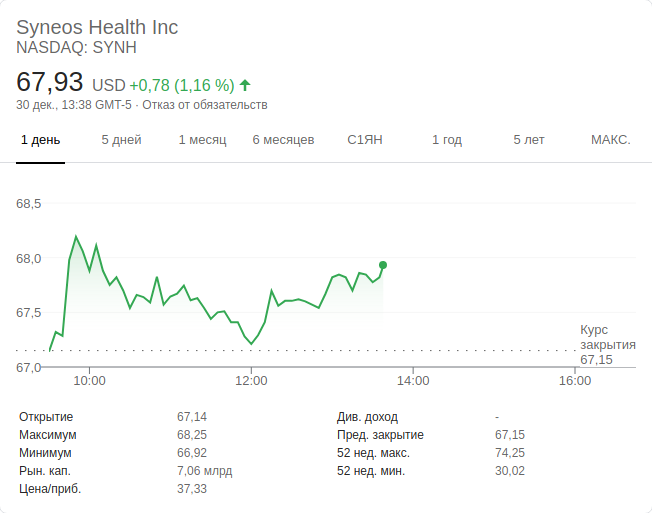 Syneos Health Inc
NASDAQ: SYNH
67,93 USD +0,78 (1,16 %)
30 дек., 13:38 GMT-5 · Отказ от обязательств
1 день 5 дней 1 месяц 6 месяцев С1ЯН 1 год 5 лет МАКС.
68,5
68,0
67,5
67,0
Курс
закрытия
67,15
10:00 12:00 14:00 16:00
Открытие 67,14 Див. доход -
Максимум 68,25 Пред. закрытие 67,15
Минимум 66,92 52 нед. макс. 74,25
Рын. кап. 7,06 млрд 52 нед. мин. 30,02
Цена/приб. 37,33